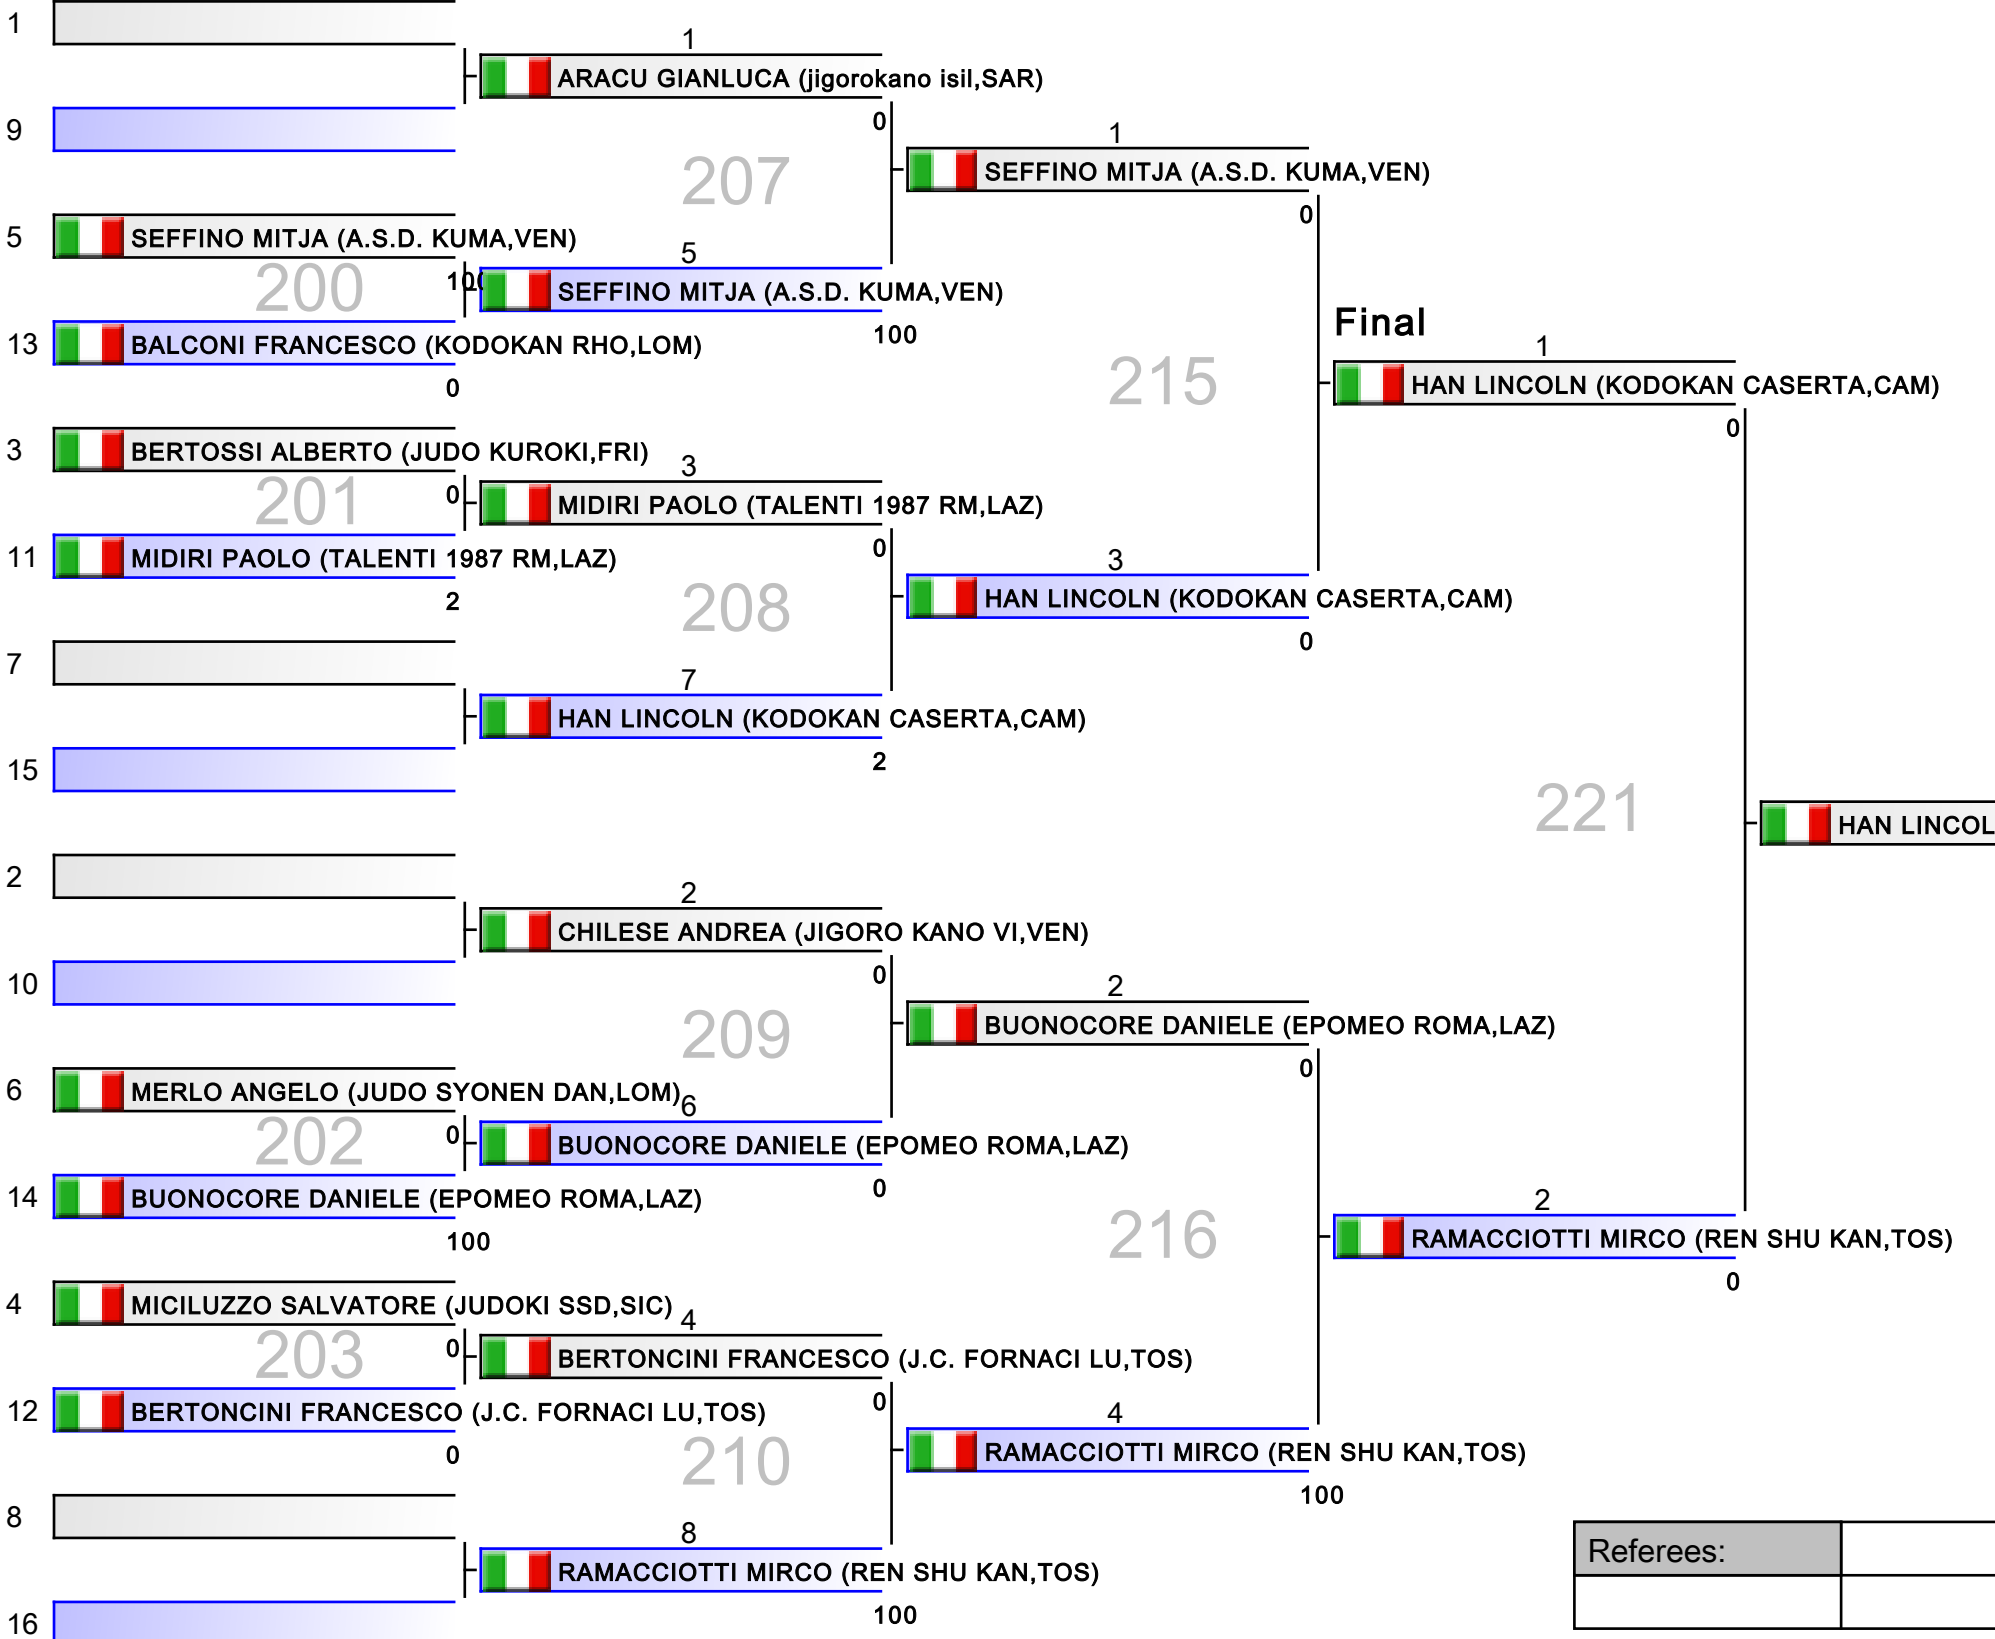 1
1
ARACU GIANLUCA (jigorokano isil,SAR)
0
9
1
207
SEFFINO MITJA (A.S.D. KUMA,VEN)
0
5
SEFFINO MITJA (A.S.D. KUMA,VEN)
5
200
100
SEFFINO MITJA (A.S.D. KUMA,VEN)
100
13
BALCONI FRANCESCO (KODOKAN RHO,LOM)
0
Final
1
215
HAN LINCOLN (KODOKAN CASERTA,CAM)
0
3
BERTOSSI ALBERTO (JUDO KUROKI,FRI)
3
201
0
MIDIRI PAOLO (TALENTI 1987 RM,LAZ)
0
11
MIDIRI PAOLO (TALENTI 1987 RM,LAZ)
2
3
208
HAN LINCOLN (KODOKAN CASERTA,CAM)
0
7
7
HAN LINCOLN (KODOKAN CASERTA,CAM)
2
15
221
HAN LINCOL
2
2
CHILESE ANDREA (JIGORO KANO VI,VEN)
0
10
2
209
BUONOCORE DANIELE (EPOMEO ROMA,LAZ)
0
6
MERLO ANGELO (JUDO SYONEN DAN,LOM)
6
202
0
BUONOCORE DANIELE (EPOMEO ROMA,LAZ)
0
14
BUONOCORE DANIELE (EPOMEO ROMA,LAZ)
100
2
216
RAMACCIOTTI MIRCO (REN SHU KAN,TOS)
0
4
MICILUZZO SALVATORE (JUDOKI SSD,SIC)
4
203
0
BERTONCINI FRANCESCO (J.C. FORNACI LU,TOS)
0
12
BERTONCINI FRANCESCO (J.C. FORNACI LU,TOS)
0
4
210
RAMACCIOTTI MIRCO (REN SHU KAN,TOS)
100
8
8
RAMACCIOTTI MIRCO (REN SHU KAN,TOS)
100
16
Referees: